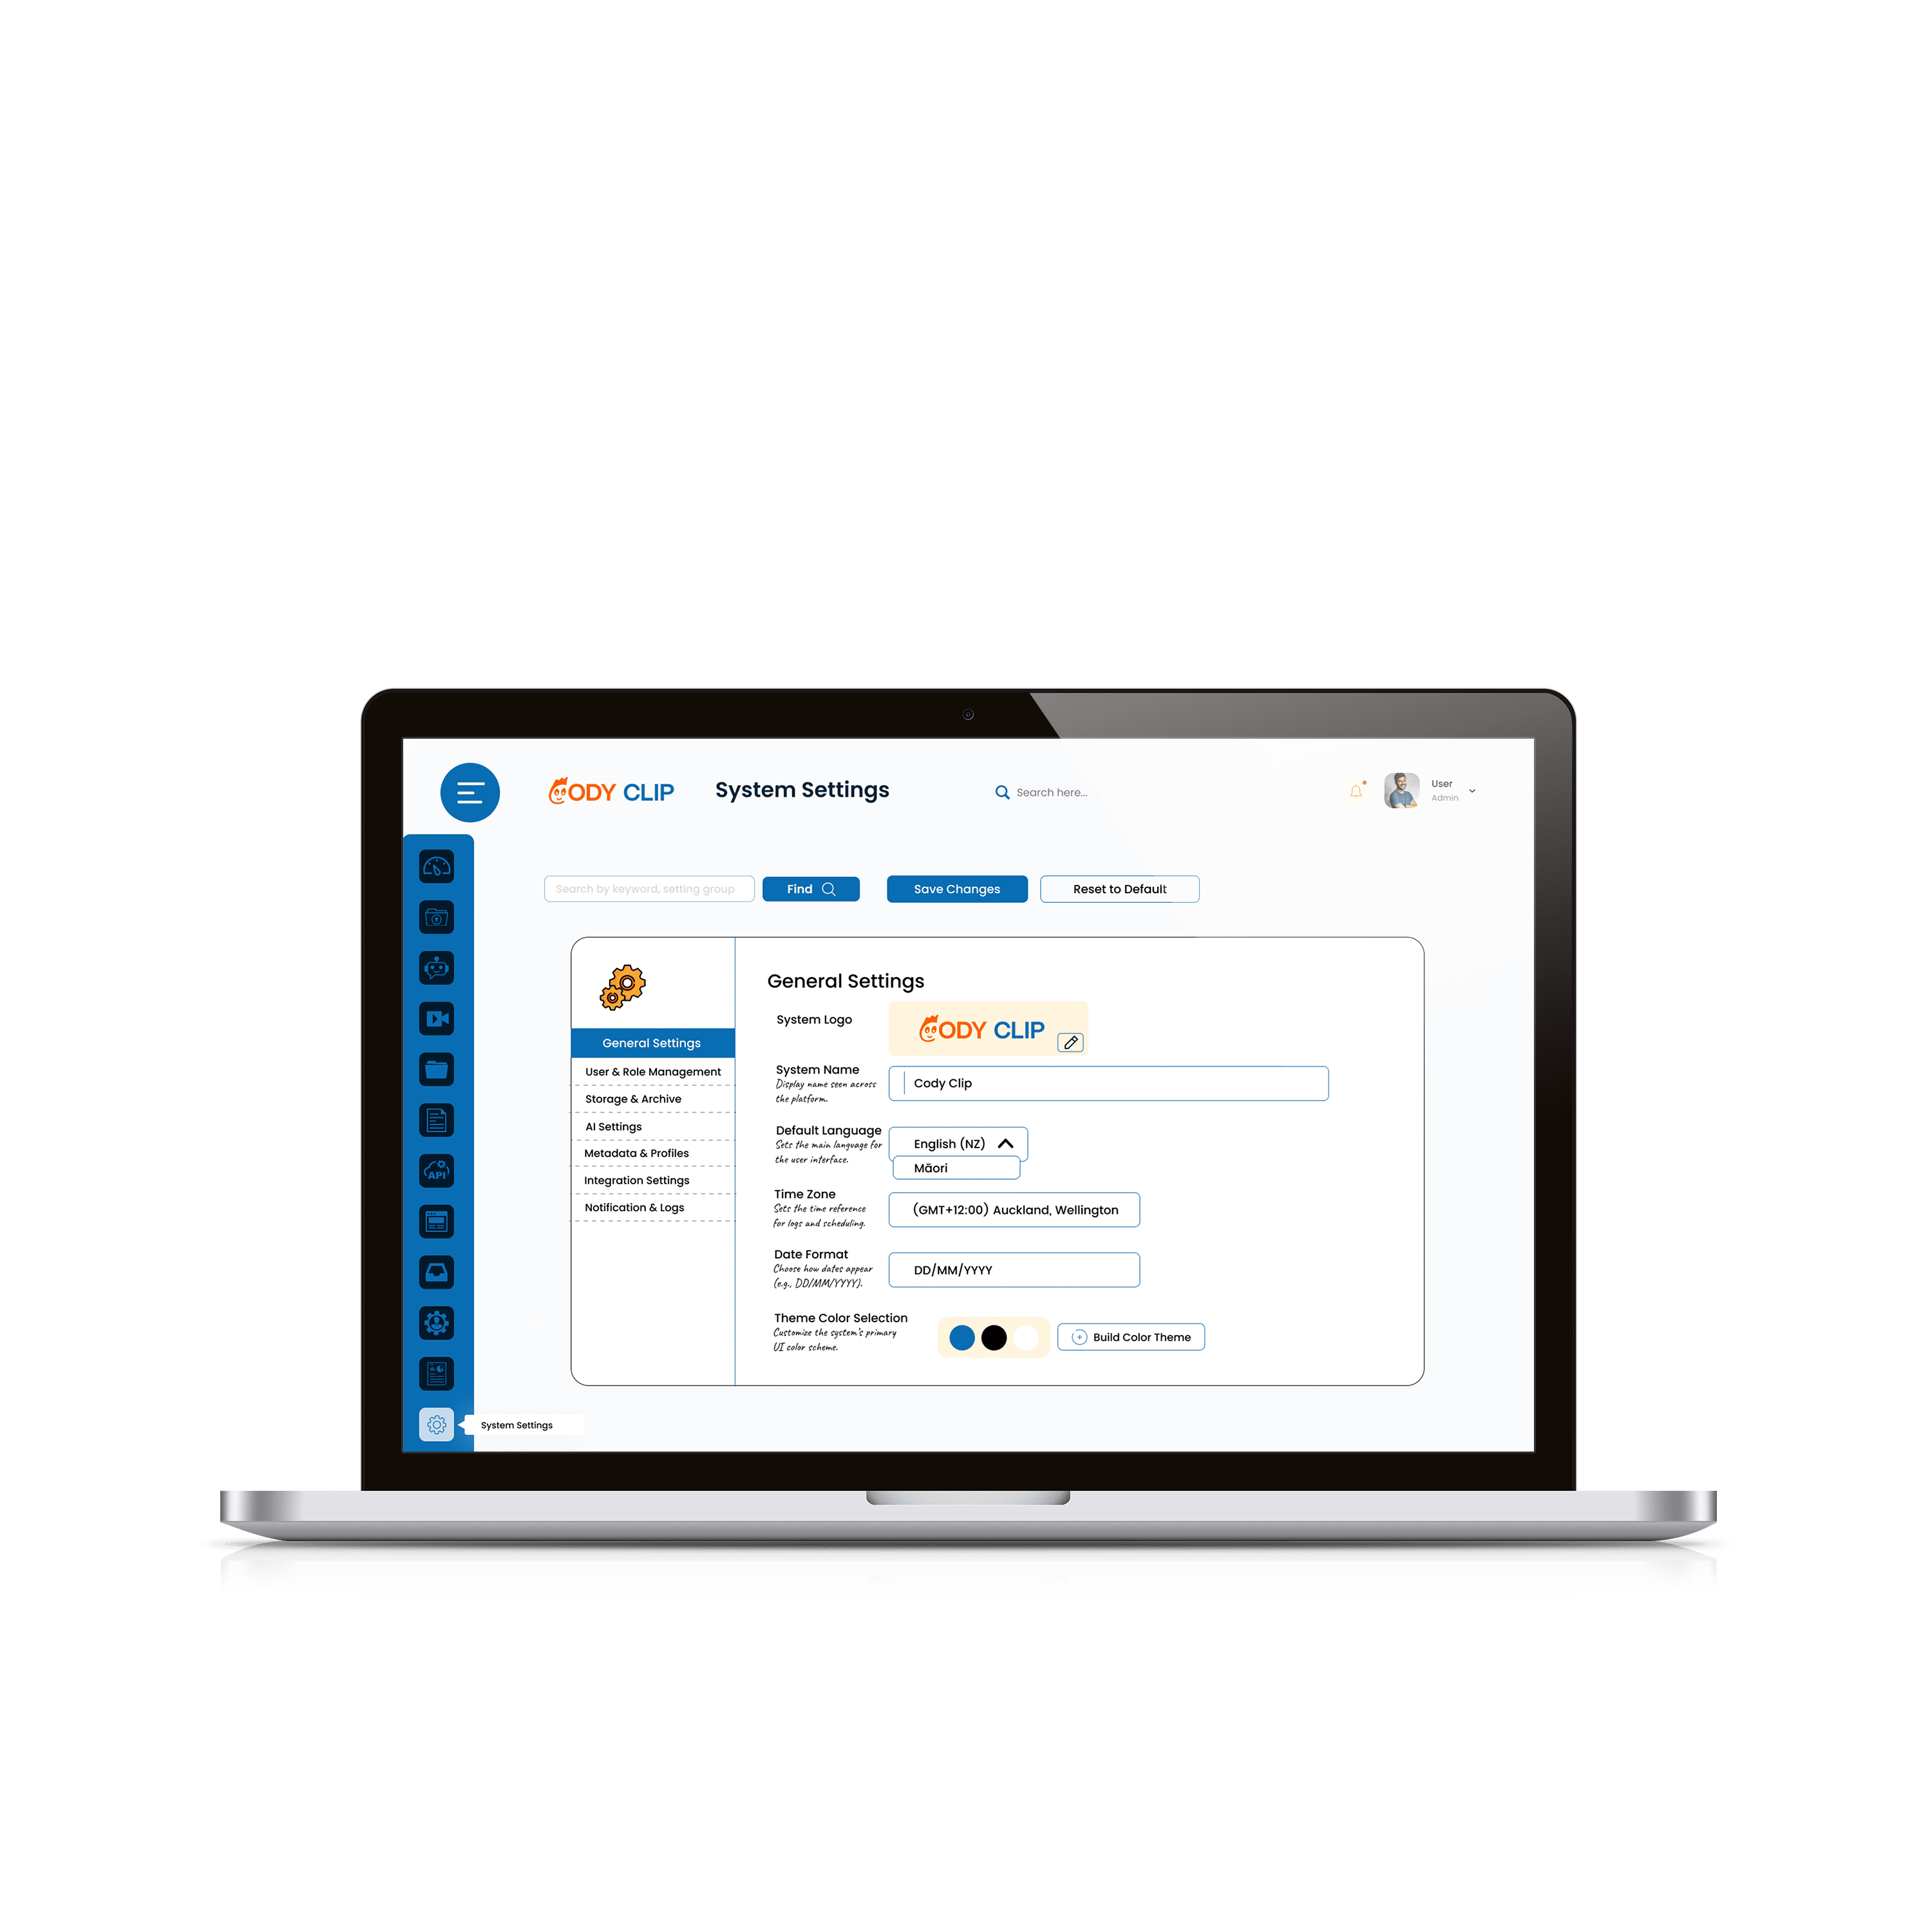 CODY CLIP
System Settings
Search here...
User
Admin
Search by keyword, setting group
Find
Save Changes
Reset to Default
General Settings
User & Role Management
Storage & Archive
AI Settings
Metadata & Profiles
Integration Settings
Notification & Logs
General Settings
System Logo
CODY CLIP
System Name
Display name seen across
the platform.
Cody Clip
Default Language
Sets the main language for
the user interface.
English (NZ)
Māori
Time Zone
Sets the time reference
for logs and scheduling.
(GMT+12:00) Auckland, Wellington
Date Format
Choose how dates appear
(e.g., DD/MM/YYYY).
DD/MM/YYYY
Theme Color Selection
Customize the system's primary
UI color scheme.
Build Color Theme
API
System Settings